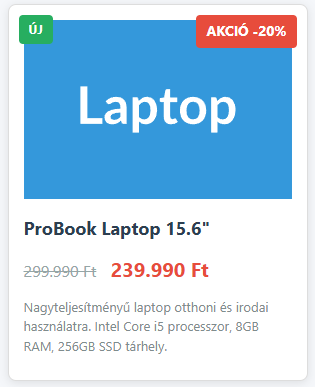 ÚJ
AKCIÓ -20%
Laptop
ProBook Laptop 15.6"
299.990 Ft 239.990 Ft
Nagyteljesítményű laptop otthoni és irodai
használatra. Intel Core i5 processzor, 8GB
RAM, 256GB SSD tárhely.